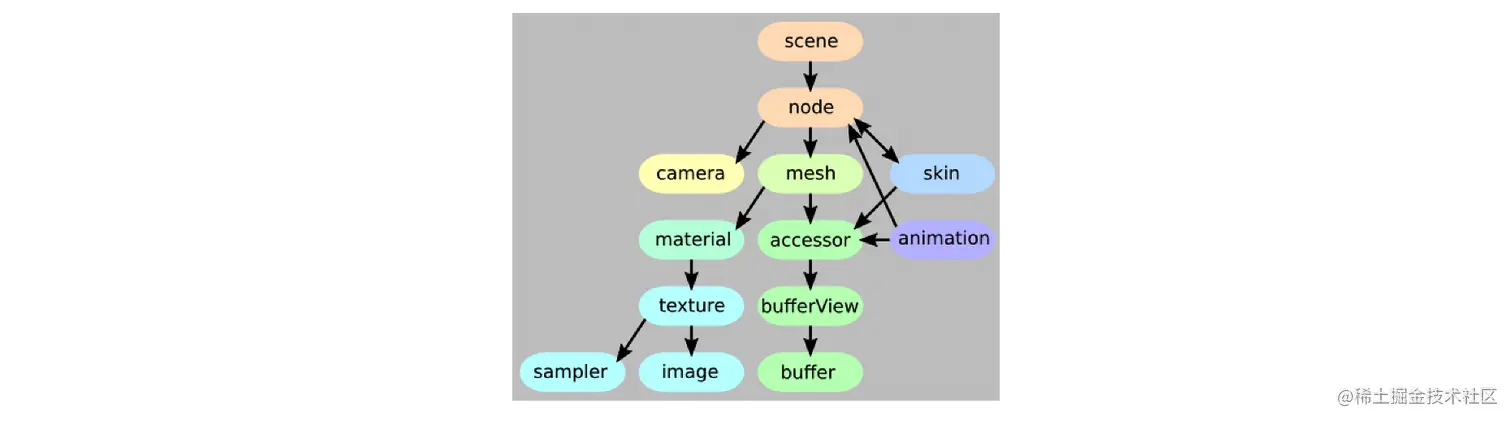 scene
node
camera
mesh
skin
material
accessor
animation
texture
bufferView
sampler
image
buffer
@稀土掘金技术社区